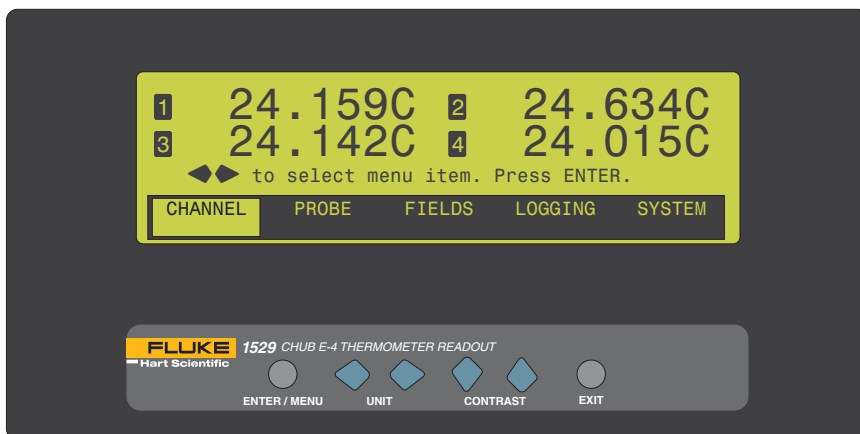 1 24.159C 2 24.634C
3 24.142C 4 24.015C
to select menu item. Press ENTER.
CHANNEL PROBE FIELDS LOGGING SYSTEM
FLUKE 1529 CHUB E-4 THERMOMETER READOUT
Hart Scientific
ENTER / MENU UNIT CONTRAST EXIT